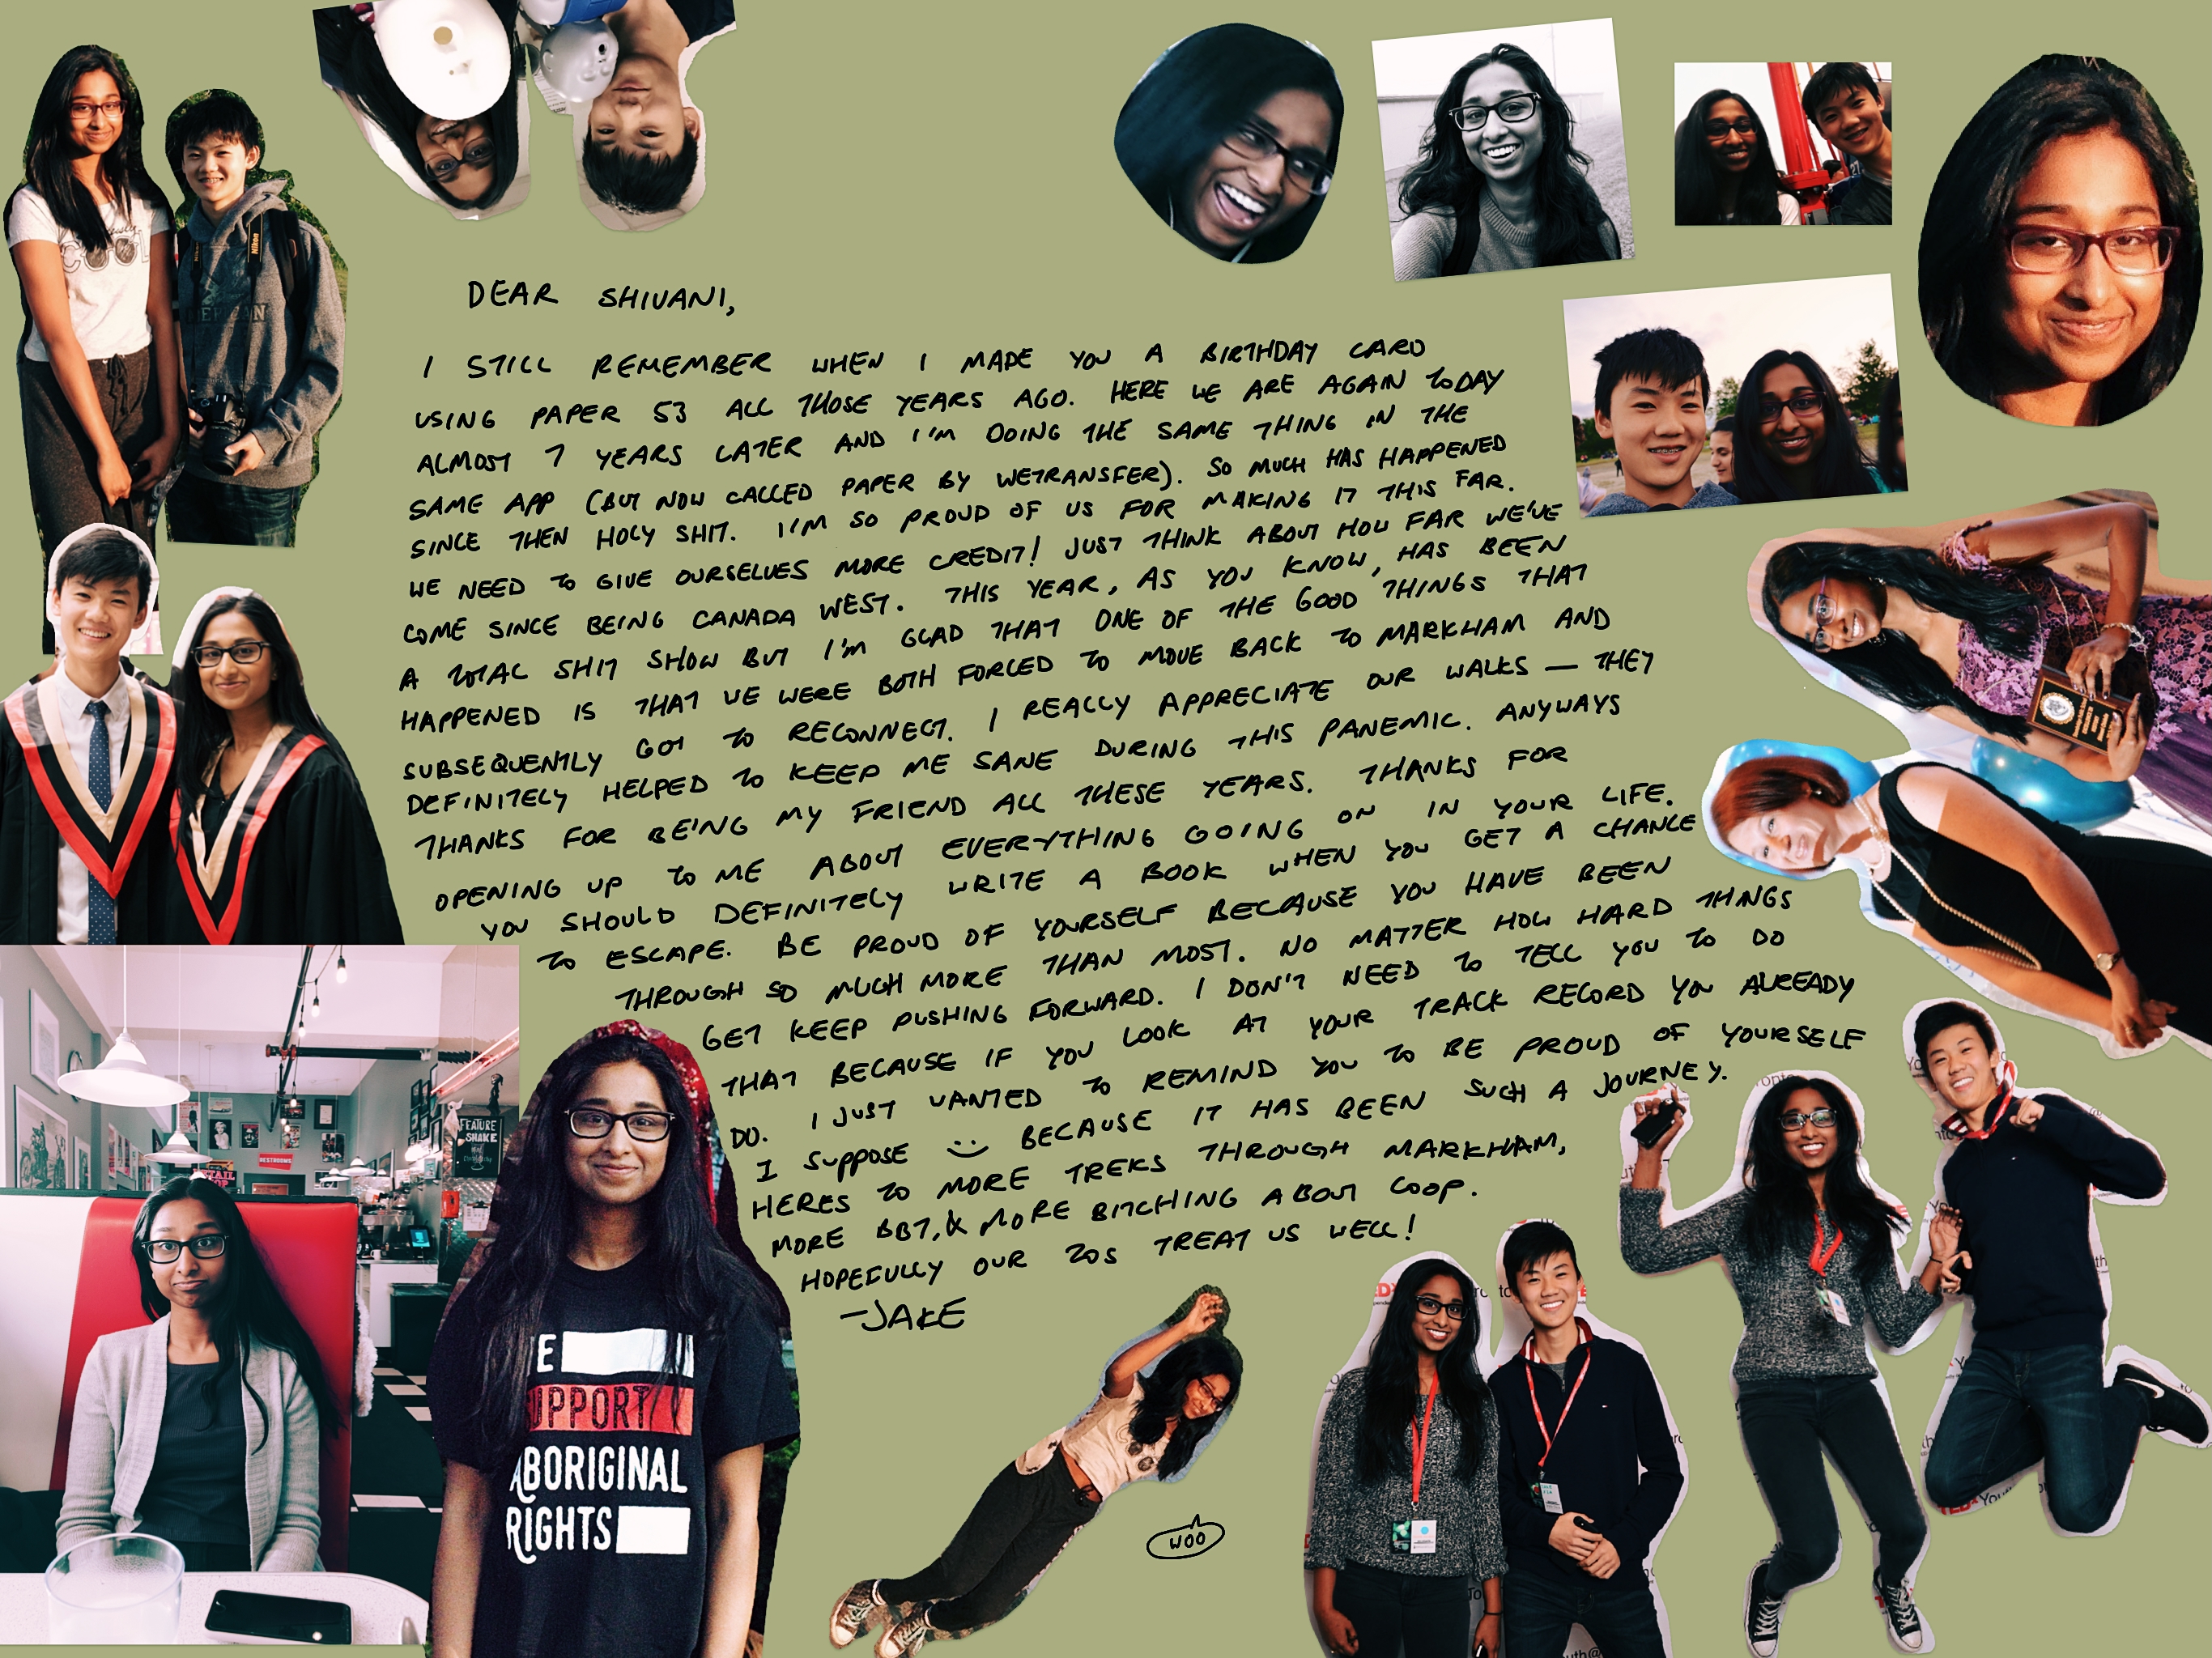 DEAR SHIVANI,
I STILL REMEMBER WHEN I MADE YOU A BIRTHDAY CARD
USING PAPER 53 ALL THOSE YEARS AGO. HERE WE ARE AGAIN TODAY
ALMOST 7 YEARS LATER AND I'M DOING THE SAME THING IN THE
SAME APP (BUT NOW CALLED PAPER BY WETRANSFER). SO MUCH HAS HAPPENED
SINCE THEN HOLY SHIT. I'M SO PROUD OF US FOR MAKING IT THIS FAR.
WE NEED TO GIVE OURSELVES MORE CREDIT! JUST THINK ABOUT HOW FAR WE'VE
COME SINCE BEING CANADA WEST. THIS YEAR, AS YOU KNOW, HAS BEEN
A TOTAL SHIT SHOW BUT I'M GLAD THAT ONE OF THE GOOD THINGS THAT
HAPPENED IS THAT WE WERE BOTH FORCED TO MOVE BACK TO MARKHAM AND
SUBSEQUENTLY GOT TO RECONNECT. I REALLY APPRECIATE OUR WALKS — THEY
DEFINITELY HELPED TO KEEP ME SANE DURING THIS PANEMIC. ANYWAYS
THANKS FOR BEING MY FRIEND ALL THESE YEARS. THANKS FOR
OPENING UP TO ME ABOUT EVERYTHING GOING ON IN YOUR LIFE.
YOU SHOULD DEFINITELY WRITE A BOOK WHEN YOU GET A CHANCE
TO ESCAPE. BE PROUD OF YOURSELF BECAUSE YOU HAVE BEEN
THROUGH SO MUCH MORE THAN MOST. NO MATTER HOW HARD THINGS
GET KEEP PUSHING FORWARD. I DON'T NEED TO TELL YOU TO DO
THAT BECAUSE IF YOU LOOK AT YOUR TRACK RECORD YOU ALREADY
DO. I JUST WANTED TO REMIND YOU TO BE PROUD OF YOURSELF
I SUPPOSE :) BECAUSE IT HAS BEEN SUCH A JOURNEY.
HERES TO MORE TREKS THROUGH MARKHAM,
MORE BBT, & MORE BITCHING ABOUT COOP.
HOPEFULLY OUR 20S TREAT US WELL!
-JAKE
WOO
COOL
Nikon
FEATURE
SHAKE
RESTROOMS
E
UPPORT
ABORIGINAL
RIGHTS